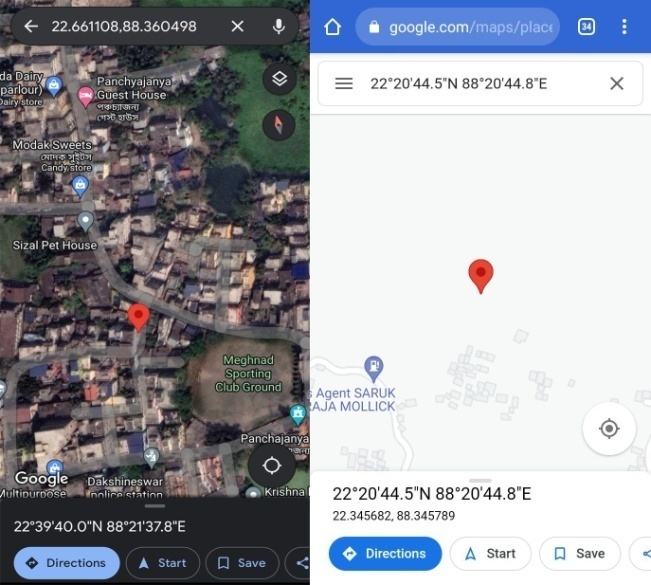 22.661108,88.360498
da Dairy
parlour)
Dairy store
Panchyajanya
Guest House
পঞ্চজন্য
গেস্ট হাউস
Modak Sweets
মোদক সুইটস
Candy store
Sizal Pet House
Meghnad
Sporting
Club Ground
Panchajanya
Dakshineswar
police station
Google
Multipurpose
Krishna
22°39'40.0"N 88°21'37.8"E
Directions
Start
Save
google.com/maps/place
34
22°20'44.5"N 88°20'44.8"E
s Agent SARUK
RAJA MOLLICK
22°20'44.5"N 88°20'44.8"E
22.345682, 88.345789
Directions
Start
Save